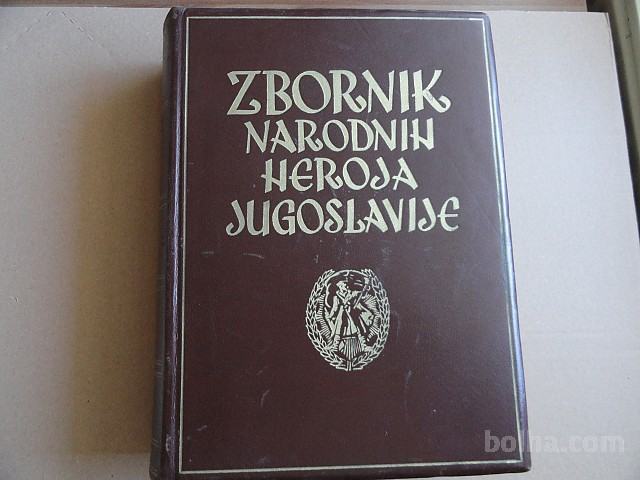 ZBORNIK
NARODNIH
HEROJA
JUGOSLAVIJE
bolha.com